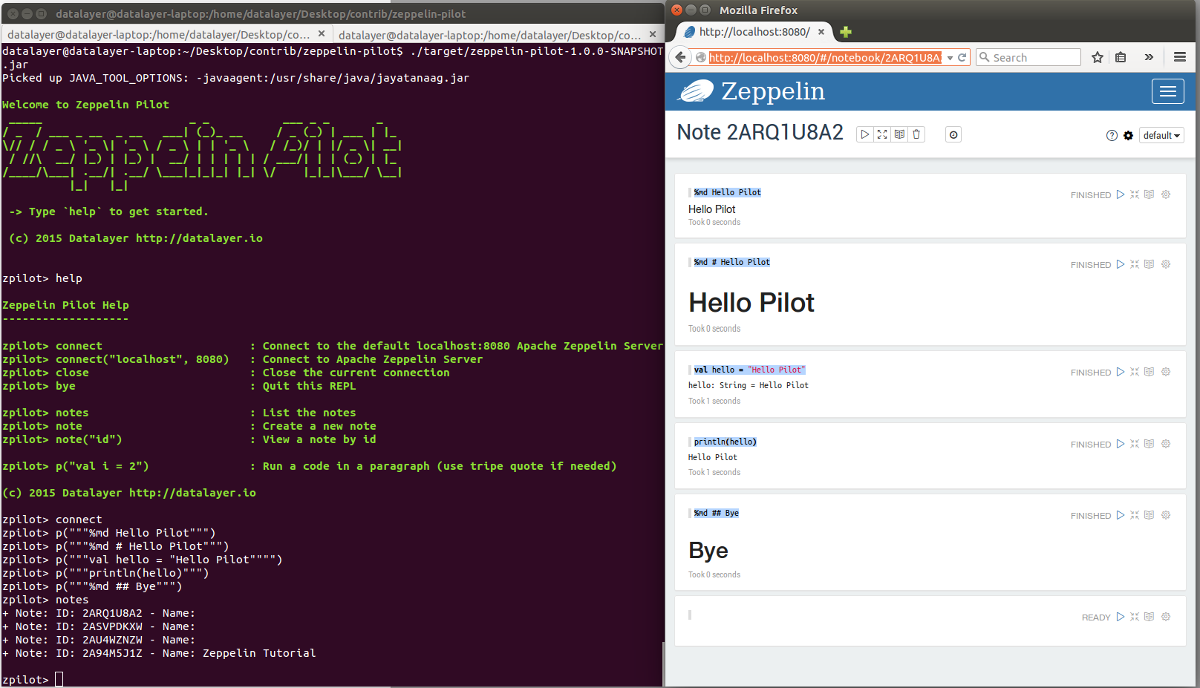 datalayer@datalayer-laptop:/home/datalayer/Desktop/contrib/zeppelin-pilot
datalayer@datalayer-laptop:/home/datalayer/Desktop/co... × datalayer@datalayer-laptop:/home/datalayer/Desktop/co... ×
datalayer@datalayer-laptop:~/Desktop/contrib/zeppelin-pilot$ ./target/zeppelin-pilot-1.0.0-SNAPSHOT
.jar
Picked up JAVA_TOOL_OPTIONS: -javaagent:/usr/share/java/jayatanaag.jar
Welcome to Zeppelin Pilot
Zeppelin Pilot
-> Type `help` to get started.
(c) 2015 Datalayer http://datalayer.io
zpilot> help
Zeppelin Pilot Help
-------------------
zpilot> connect : Connect to the default localhost:8080 Apache Zeppelin Server
zpilot> connect("localhost", 8080) : Connect to Apache Zeppelin Server
zpilot> close : Close the current connection
zpilot> bye : Quit this REPL
zpilot> notes : List the notes
zpilot> note : Create a new note
zpilot> note("id") : View a note by id
zpilot> p("val i = 2") : Run a code in a paragraph (use tripe quote if needed)
(c) 2015 Datalayer http://datalayer.io
zpilot> connect
zpilot> p("""%md Hello Pilot""")
zpilot> p("""%md # Hello Pilot""")
zpilot> p("""val hello = "Hello Pilot"""")
zpilot> p("""println(hello)""")
zpilot> p("""%md ## Bye""")
zpilot> notes
+ Note: ID: 2ARQ1U8A2 - Name:
+ Note: ID: 2ASVPDKXW - Name:
+ Note: ID: 2AU4WZNZW - Name:
+ Note: ID: 2A94M5J1Z - Name: Zeppelin Tutorial
zpilot>
Mozilla Firefox
http://localhost:8080/ ×
http://localhost:8080/#/notebook/2ARQ1U8A Search
Zeppelin
Note 2ARQ1U8A2 default
%md Hello Pilot FINISHED
Hello Pilot
Took 0 seconds
%md # Hello Pilot FINISHED
Hello Pilot
Took 0 seconds
val hello = "Hello Pilot" FINISHED
hello: String = Hello Pilot
Took 1 seconds
println(hello) FINISHED
Hello Pilot
Took 1 seconds
%md ## Bye FINISHED
Bye
Took 0 seconds
READY